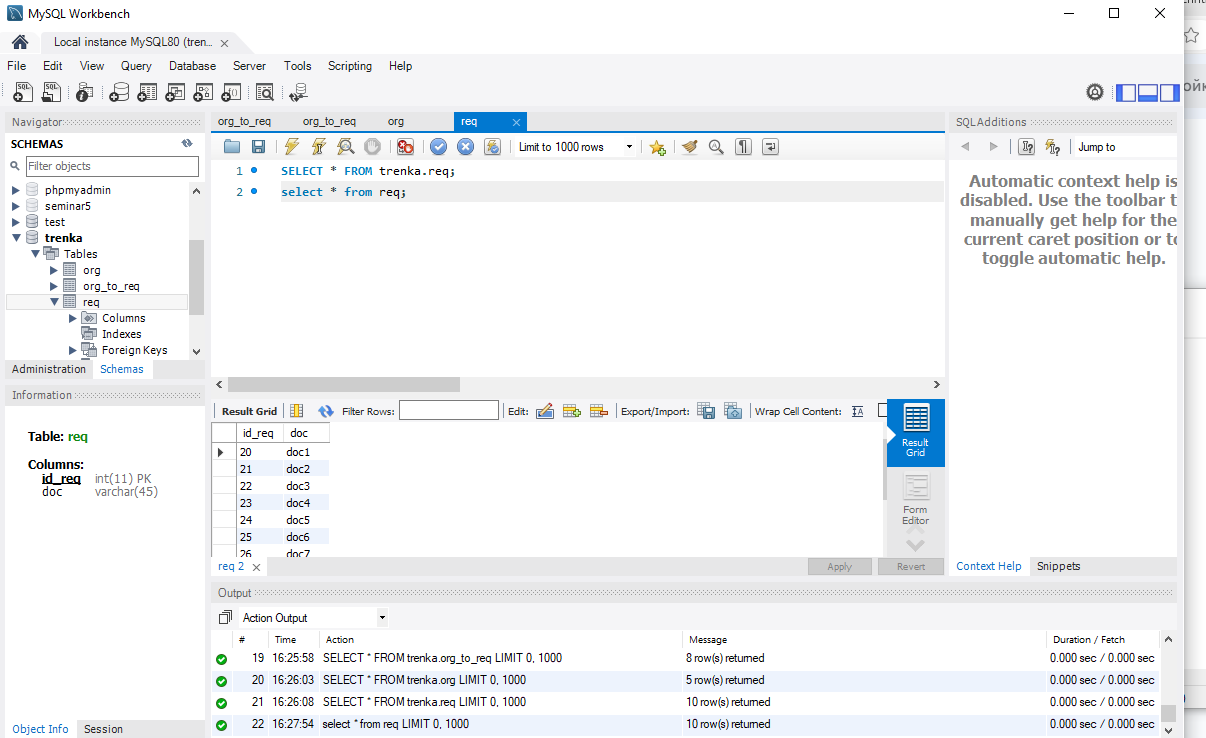 MySQL Workbench
Local instance MySQL80 (tren...
File Edit View Query Database Server Tools Scripting Help
Navigator
SCHEMAS
Filter objects
phpmyadmin
seminar5
test
trenka
Tables
org
org_to_req
req
Columns
Indexes
Foreign Keys
Administration Schemas
Information
Table: req
Columns:
id_req int(11) PK
doc varchar(45)
Object Info Session
org_to_req org_to_req org req
Limit to 1000 rows
1 SELECT * FROM trenka.req;
2 select * from req;
Result Grid Filter Rows: Edit: Export/Import: Wrap Cell Content:
id_req doc
20 doc1
21 doc2
22 doc3
23 doc4
24 doc5
25 doc6
26 doc7
Result
Grid
Form
Editor
req 2 Apply Revert
SQLAdditions
Jump to
Automatic context help is
disabled. Use the toolbar t
manually get help for the
current caret position or to
toggle automatic help.
Context Help Snippets
Output
Action Output
# Time Action Message Duration / Fetch
19 16:25:58 SELECT * FROM trenka.org_to_req LIMIT 0, 1000 8 row(s) returned 0.000 sec / 0.000 sec
20 16:26:03 SELECT * FROM trenka.org LIMIT 0, 1000 5 row(s) returned 0.000 sec / 0.000 sec
21 16:26:08 SELECT * FROM trenka.req LIMIT 0, 1000 10 row(s) returned 0.000 sec / 0.000 sec
22 16:27:54 select * from req LIMIT 0, 1000 10 row(s) returned 0.000 sec / 0.000 sec